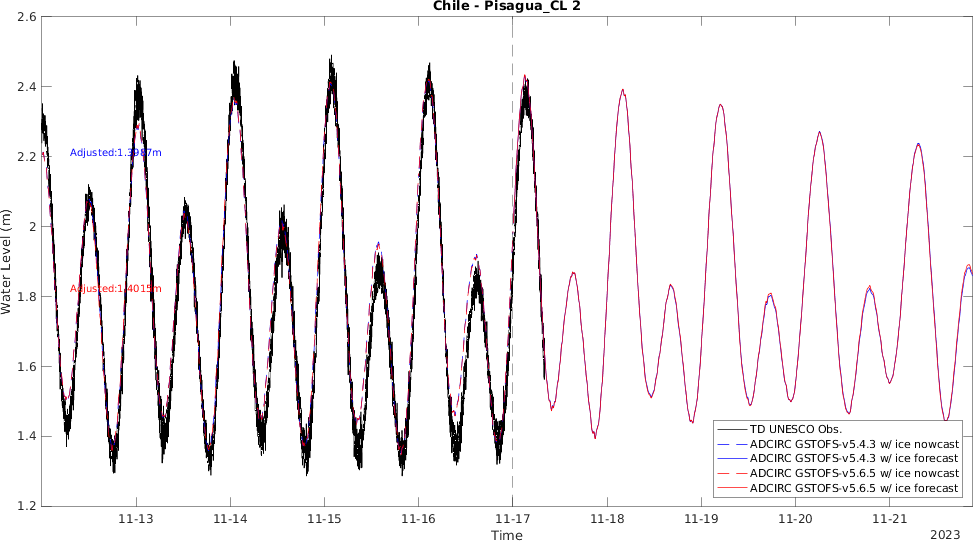 Chile - Pisagua_CL 2
2.6
2.4
2.2
2
1.8
1.6
1.4
1.2
Water Level (m)
Adjusted:1.3987m
Adjusted:1.4015m
TD UNESCO Obs.
ADCIRC GSTOFS-v5.4.3 w/ ice nowcast
ADCIRC GSTOFS-v5.4.3 w/ ice forecast
ADCIRC GSTOFS-v5.6.5 w/ ice nowcast
ADCIRC GSTOFS-v5.6.5 w/ ice forecast
11-13 11-14 11-15 11-16 11-17 11-18 11-19 11-20 11-21
Time
2023